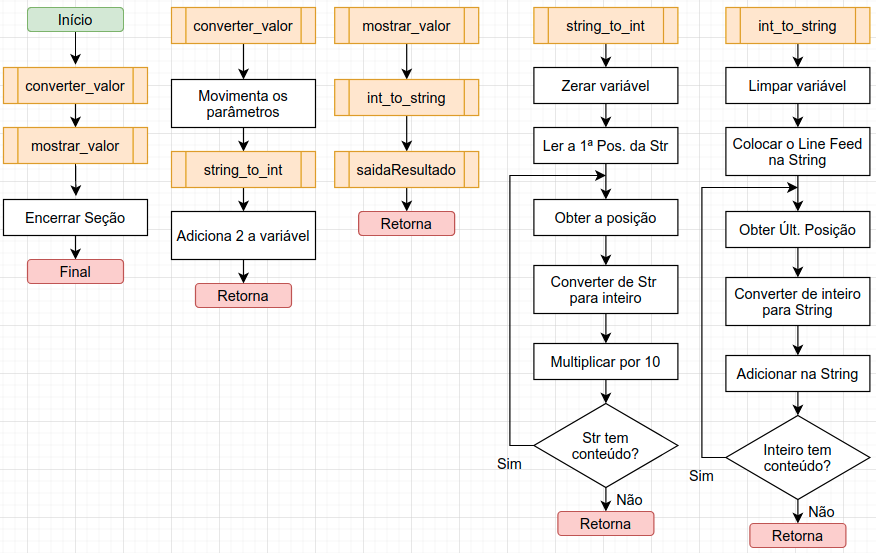 Início
converter_valor
mostrar_valor
Encerrar Seção
Final
converter_valor
Movimenta os
parâmetros
string_to_int
Adiciona 2 a variável
Retorna
mostrar_valor
int_to_string
saidaResultado
Retorna
string_to_int
Zerar variável
Ler a 1ª Pos. da Str
Obter a posição
Converter de Str
para inteiro
Multiplicar por 10
Str tem
conteúdo?
Sim
Não
Retorna
int_to_string
Limpar variável
Colocar o Line Feed
na String
Obter Últ. Posição
Converter de inteiro
para String
Adicionar na String
Inteiro tem
conteúdo?
Sim
Não
Retorna